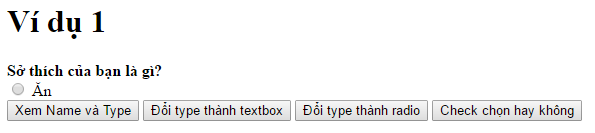 Ví dụ 1
Sở thích của bạn là gì?
Ăn
Xem Name và Type Đổi type thành textbox Đổi type thành radio Check chọn hay không